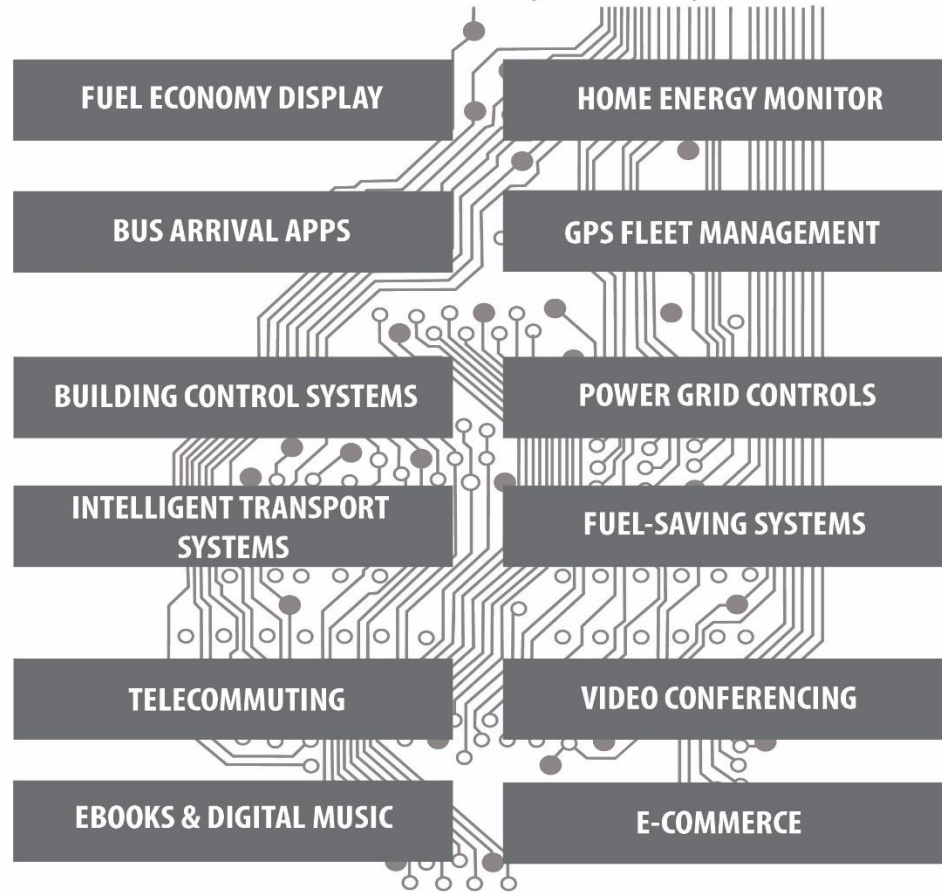 FUEL ECONOMY DISPLAY
HOME ENERGY MONITOR
BUS ARRIVAL APPS
GPS FLEET MANAGEMENT
BUILDING CONTROL SYSTEMS
POWER GRID CONTROLS
INTELLIGENT TRANSPORT
SYSTEMS
FUEL-SAVING SYSTEMS
TELECOMMUTING
VIDEO CONFERENCING
EBOOKS & DIGITAL MUSIC
E-COMMERCE